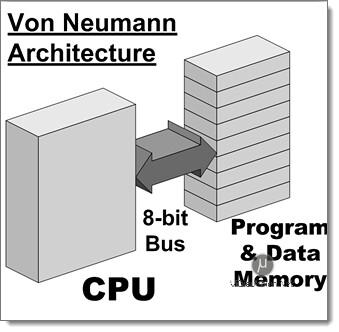 Von Neumann
Architecture
8-bit
Bus
CPU
Program
& Data
Memory